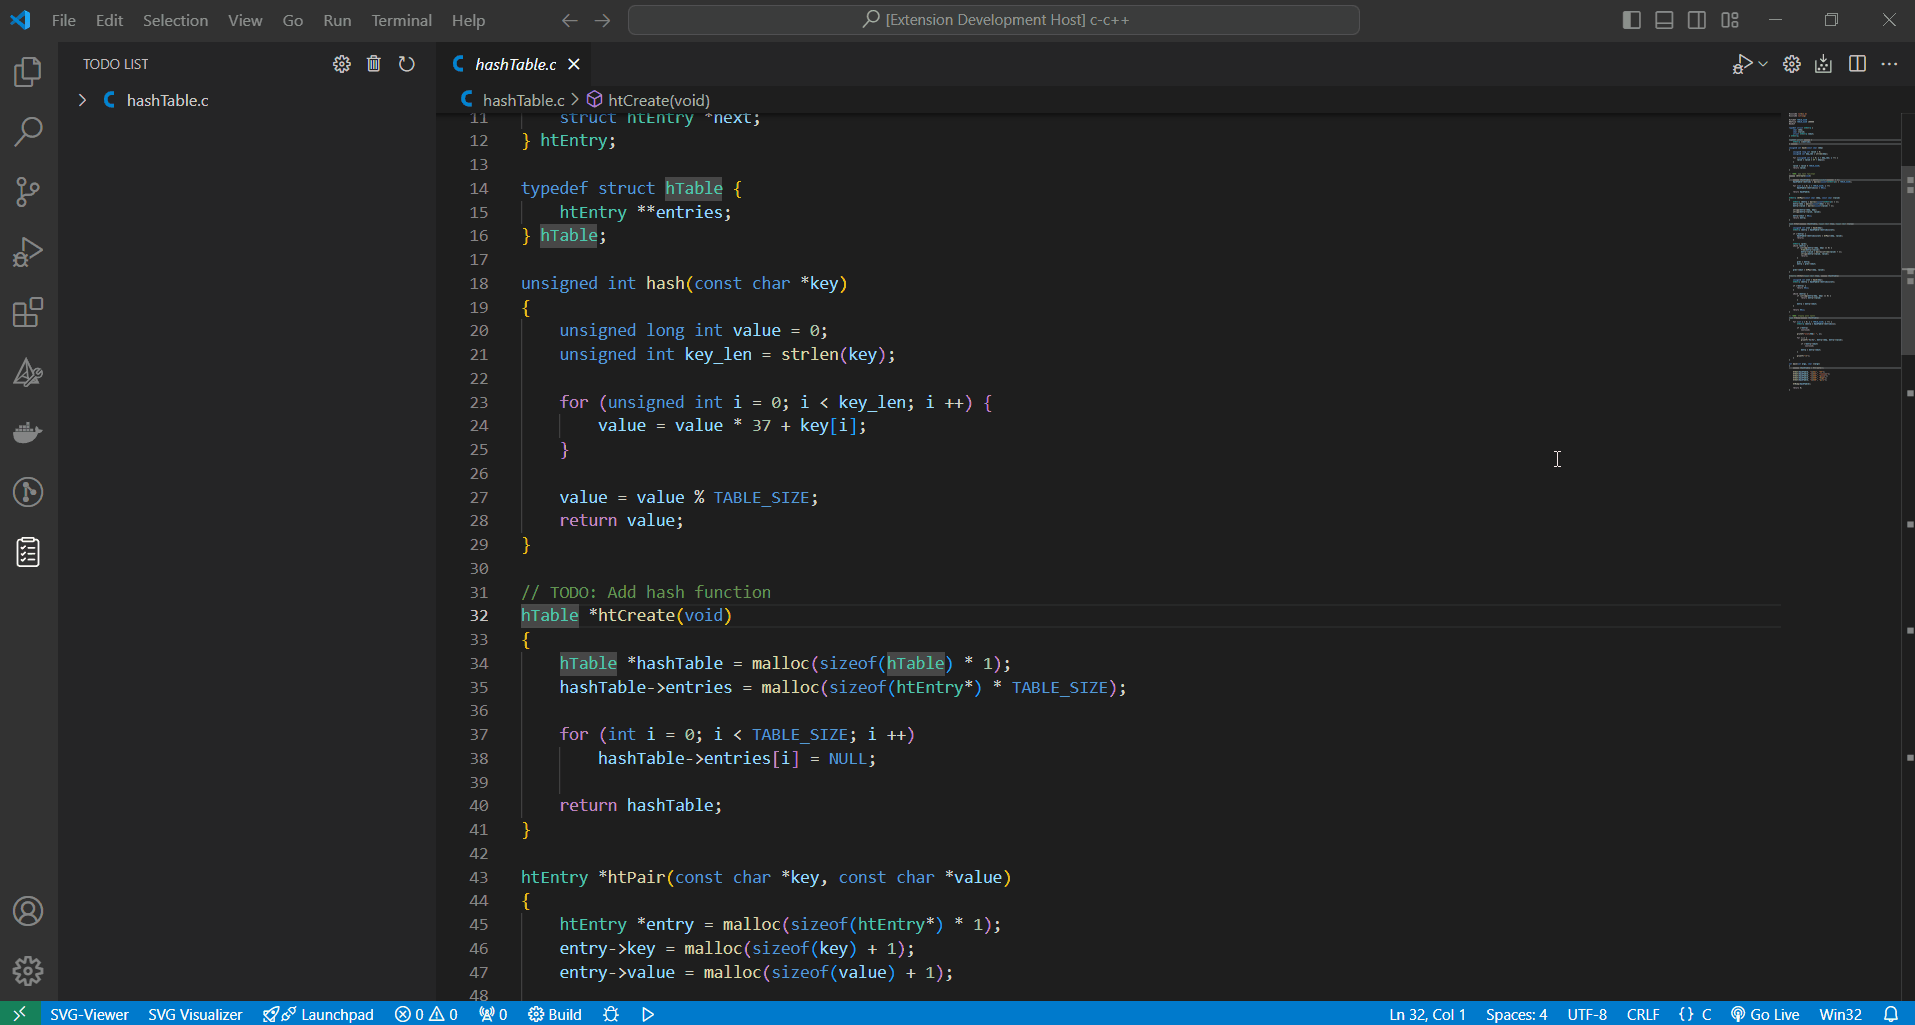 File Edit Selection View Go Run Terminal Help
[Extension Development Host] c-c++
TODO LIST
hashTable.c
hashTable.c
hashTable.c > htCreate(void)
11 struct htEntry *next;
12 } htEntry;
13
14 typedef struct hTable {
15 htEntry **entries;
16 } hTable;
17
18 unsigned int hash(const char *key)
19 {
20 unsigned long int value = 0;
21 unsigned int key_len = strlen(key);
22
23 for (unsigned int i = 0; i < key_len; i ++) {
24 value = value * 37 + key[i];
25 }
26
27 value = value % TABLE_SIZE;
28 return value;
29 }
30
31 // TODO: Add hash function
32 hTable *htCreate(void)
33 {
34 hTable *hashTable = malloc(sizeof(hTable) * 1);
35 hashTable->entries = malloc(sizeof(htEntry*) * TABLE_SIZE);
36
37 for (int i = 0; i < TABLE_SIZE; i ++)
38 hashTable->entries[i] = NULL;
39
40 return hashTable;
41 }
42
43 htEntry *htPair(const char *key, const char *value)
44 {
45 htEntry *entry = malloc(sizeof(htEntry*) * 1);
46 entry->key = malloc(sizeof(key) + 1);
47 entry->value = malloc(sizeof(value) + 1);
48
SVG-Viewer SVG Visualizer Launchpad 0 0 0 Build Ln 32, Col 1 Spaces: 4 UTF-8 CRLF {} C Go Live Win32